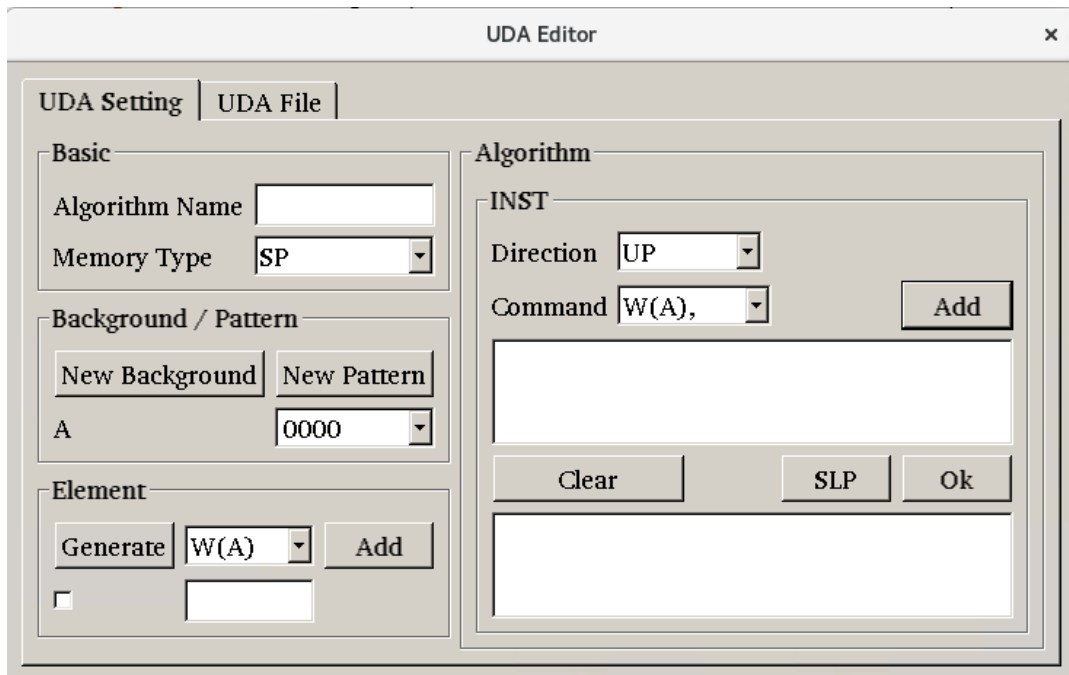 UDA Editor
UDA Setting
UDA File
Basic
Algorithm Name
Memory Type
SP
Background / Pattern
New Background
New Pattern
A
0000
Element
Generate
W(A)
Add
Algorithm
INST
Direction
UP
Command
W(A),
Add
Clear
SLP
Ok